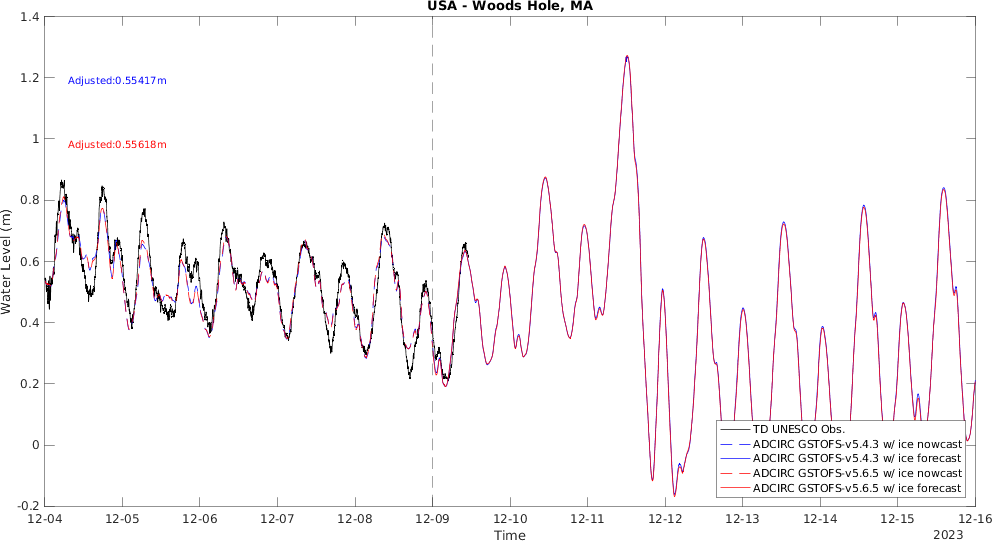 USA - Woods Hole, MA
1.4
1.2
1
0.8
0.6
0.4
0.2
0
-0.2
Water Level (m)
Adjusted:0.55417m
Adjusted:0.55618m
TD UNESCO Obs.
ADCIRC GSTOFS-v5.4.3 w/ ice nowcast
ADCIRC GSTOFS-v5.4.3 w/ ice forecast
ADCIRC GSTOFS-v5.6.5 w/ ice nowcast
ADCIRC GSTOFS-v5.6.5 w/ ice forecast
12-04 12-05 12-06 12-07 12-08 12-09 12-10 12-11 12-12 12-13 12-14 12-15 12-16
Time
2023